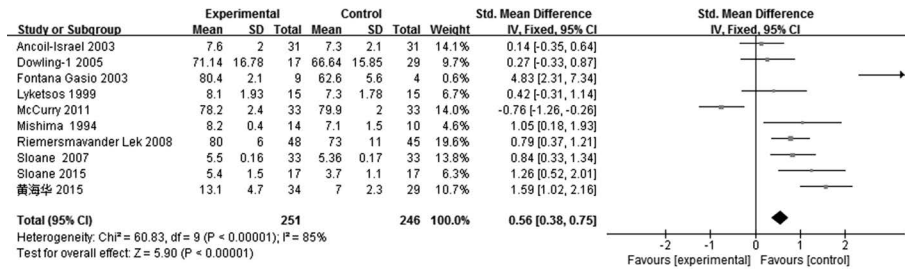 Experimental Control Std. Mean Difference Std. Mean Difference
Study or Subgroup Mean SD Total Mean SD Total Weight IV, Fixed, 95% CI IV, Fixed, 95% CI
Ancoil-Israel 2003 7.6 2 31 7.3 2.1 31 14.1% 0.14 [-0.35, 0.64]
Dowling-1 2005 71.14 16.78 17 66.64 15.85 29 9.7% 0.27 [-0.33, 0.87]
Fontana Gasio 2003 80.4 2.1 9 62.6 5.6 4 0.5% 4.83 [2.31, 7.34]
Lyketsos 1999 8.1 1.93 15 7.3 1.78 15 6.7% 0.42 [-0.31, 1.14]
McCurry 2011 78.2 2.4 33 79.9 2 33 14.0% -0.76 [-1.26, -0.26]
Mishima 1994 8.2 0.4 14 7.1 1.5 10 4.6% 1.05 [0.18, 1.93]
Riemersmavander Lek 2008 80 6 48 73 11 45 19.6% 0.79 [0.37, 1.21]
Sloane 2007 5.5 0.16 33 5.36 0.17 33 13.8% 0.84 [0.33, 1.34]
Sloane 2015 5.4 1.5 17 3.7 1.1 17 6.3% 1.26 [0.52, 2.01]
黄海华 2015 13.1 4.7 34 7 2.3 29 10.7% 1.59 [1.02, 2.16]
Total (95% CI) 251 246 100.0% 0.56 [0.38, 0.75]
Heterogeneity: Chi² = 60.83, df = 9 (P < 0.00001); I² = 85%
Test for overall effect: Z = 5.90 (P < 0.00001)
-2 -1 0 1 2
Favours [experimental] Favours [control]